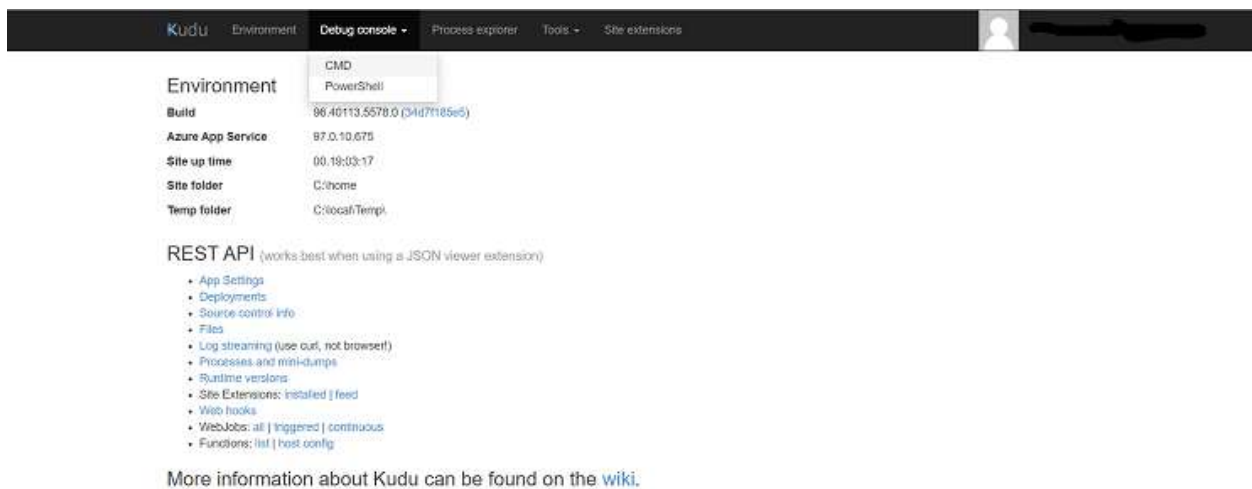 Kudu Environment Debug console Process explorer Tools Site extensions
CMD
PowerShell
Environment
Build 96.40113.5578.0 (34d7f185e5)
Azure App Service 97.0.10.675
Site up time 00.19:03:17
Site folder C:\home
Temp folder C:\local\Temp\
REST API (works best when using a JSON viewer extension)
• App Settings
• Deployments
• Source control info
• Files
• Log streaming (use curl, not browser!)
• Processes and mini-dumps
• Runtime versions
• Site Extensions: installed | feed
• Web hooks
• WebJobs: all | triggered | continuous
• Functions: list | host config
More information about Kudu can be found on the wiki.